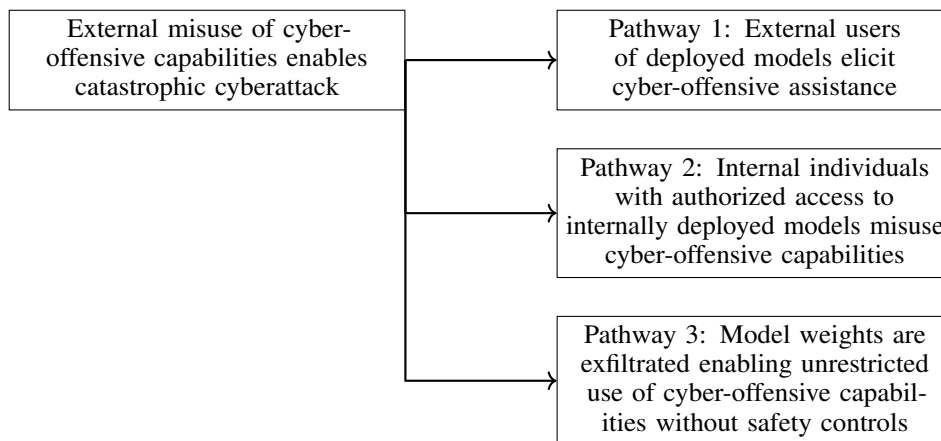 External misuse of cyber-
offensive capabilities enables
catastrophic cyberattack
Pathway 1: External users
of deployed models elicit
cyber-offensive assistance
Pathway 2: Internal individuals
with authorized access to
internally deployed models misuse
cyber-offensive capabilities
Pathway 3: Model weights are
exfiltrated enabling unrestricted
use of cyber-offensive capabil-
ities without safety controls